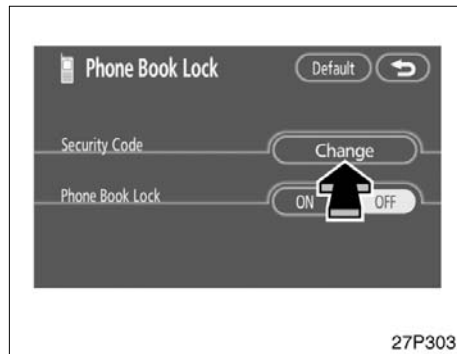 Phone Book Lock Default
Security Code Change
Phone Book Lock ON OFF
27P303